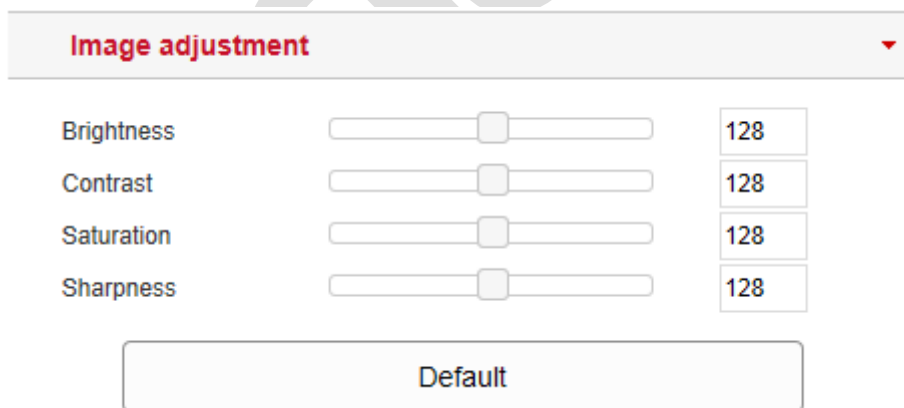 Image adjustment
Brightness 128
Contrast 128
Saturation 128
Sharpness 128
Default